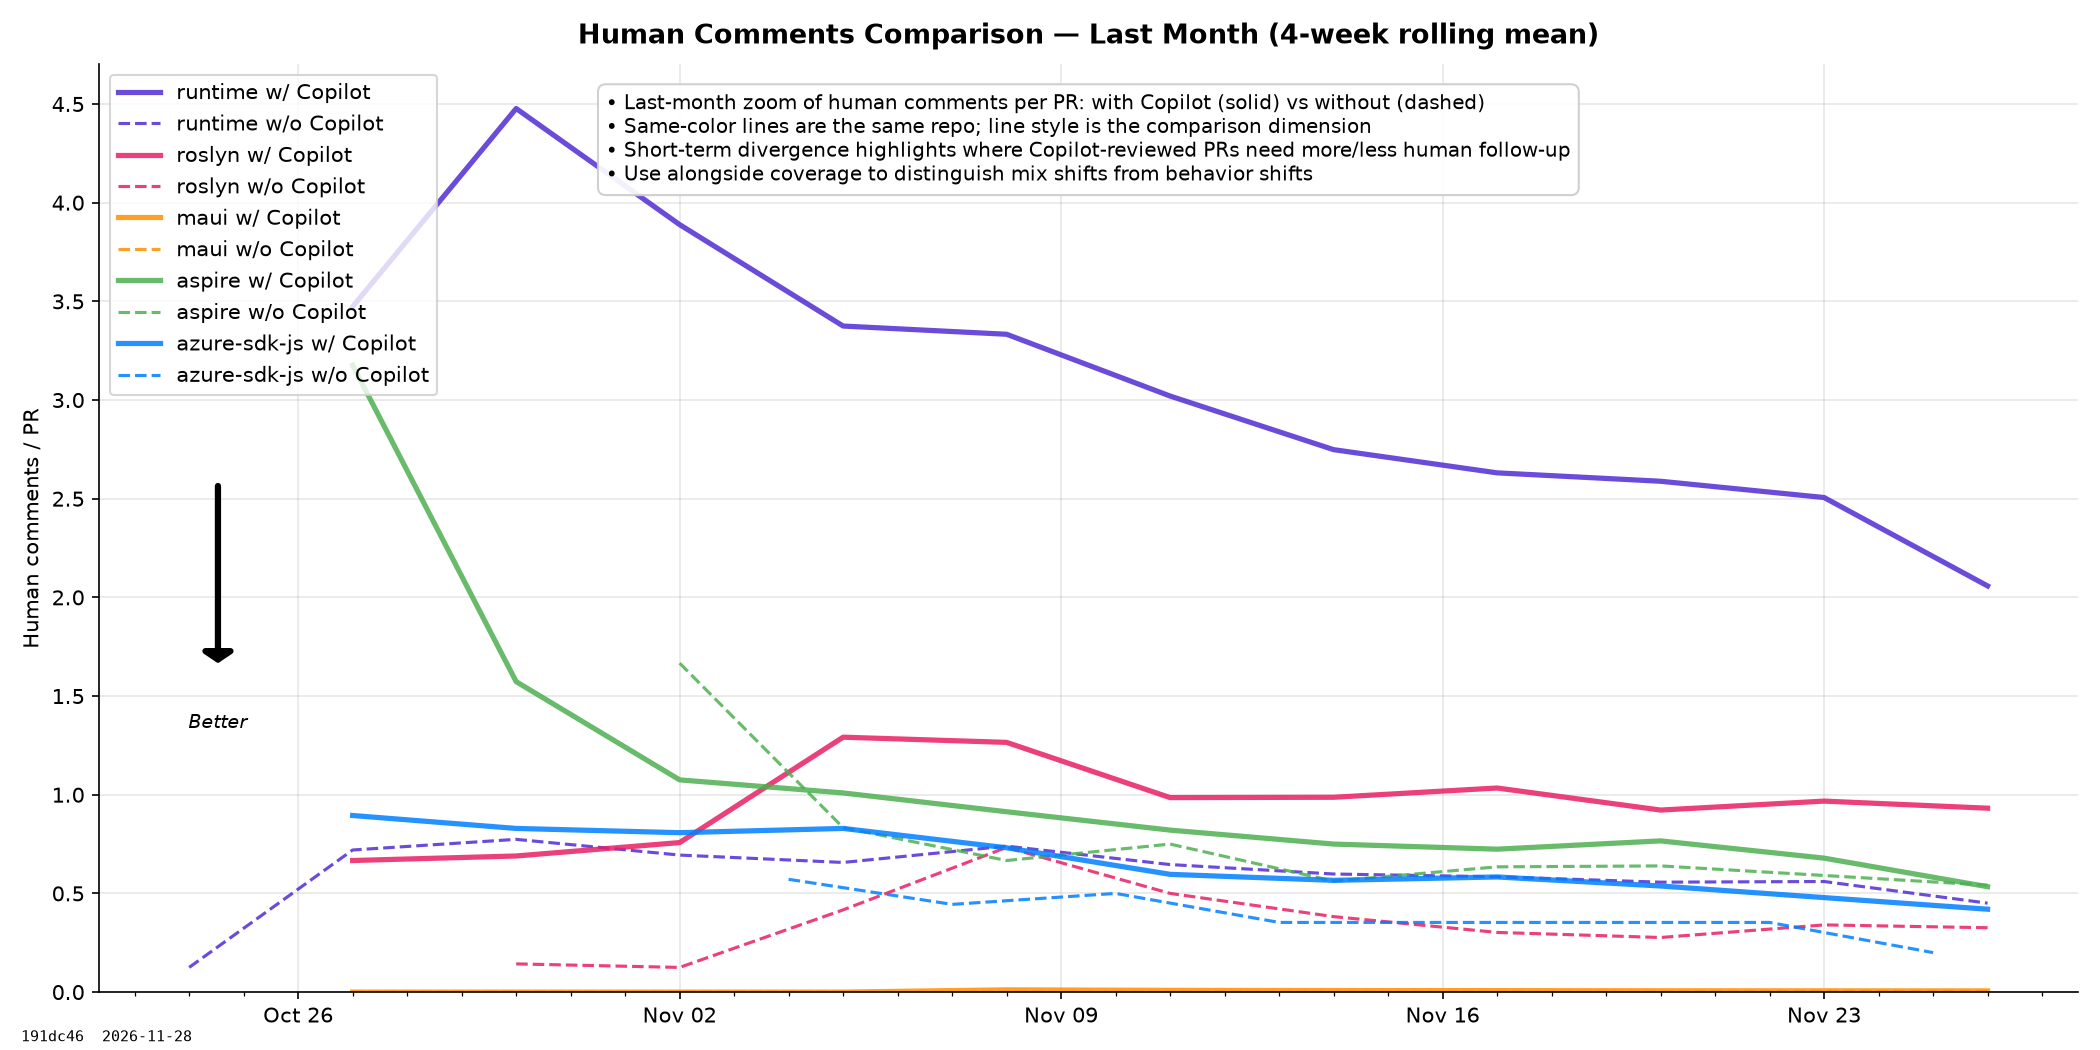 Human Comments Comparison — Last Month (4-week rolling mean)
runtime w/ Copilot
runtime w/o Copilot
roslyn w/ Copilot
roslyn w/o Copilot
maui w/ Copilot
maui w/o Copilot
aspire w/ Copilot
aspire w/o Copilot
azure-sdk-js w/ Copilot
azure-sdk-js w/o Copilot
• Last-month zoom of human comments per PR: with Copilot (solid) vs without (dashed)
• Same-color lines are the same repo; line style is the comparison dimension
• Short-term divergence highlights where Copilot-reviewed PRs need more/less human follow-up
• Use alongside coverage to distinguish mix shifts from behavior shifts
Human comments / PR
4.5
4.0
3.5
3.0
2.5
2.0
1.5
1.0
0.5
0.0
Better
Oct 26
Nov 02
Nov 09
Nov 16
Nov 23
191dc46  2026-11-28